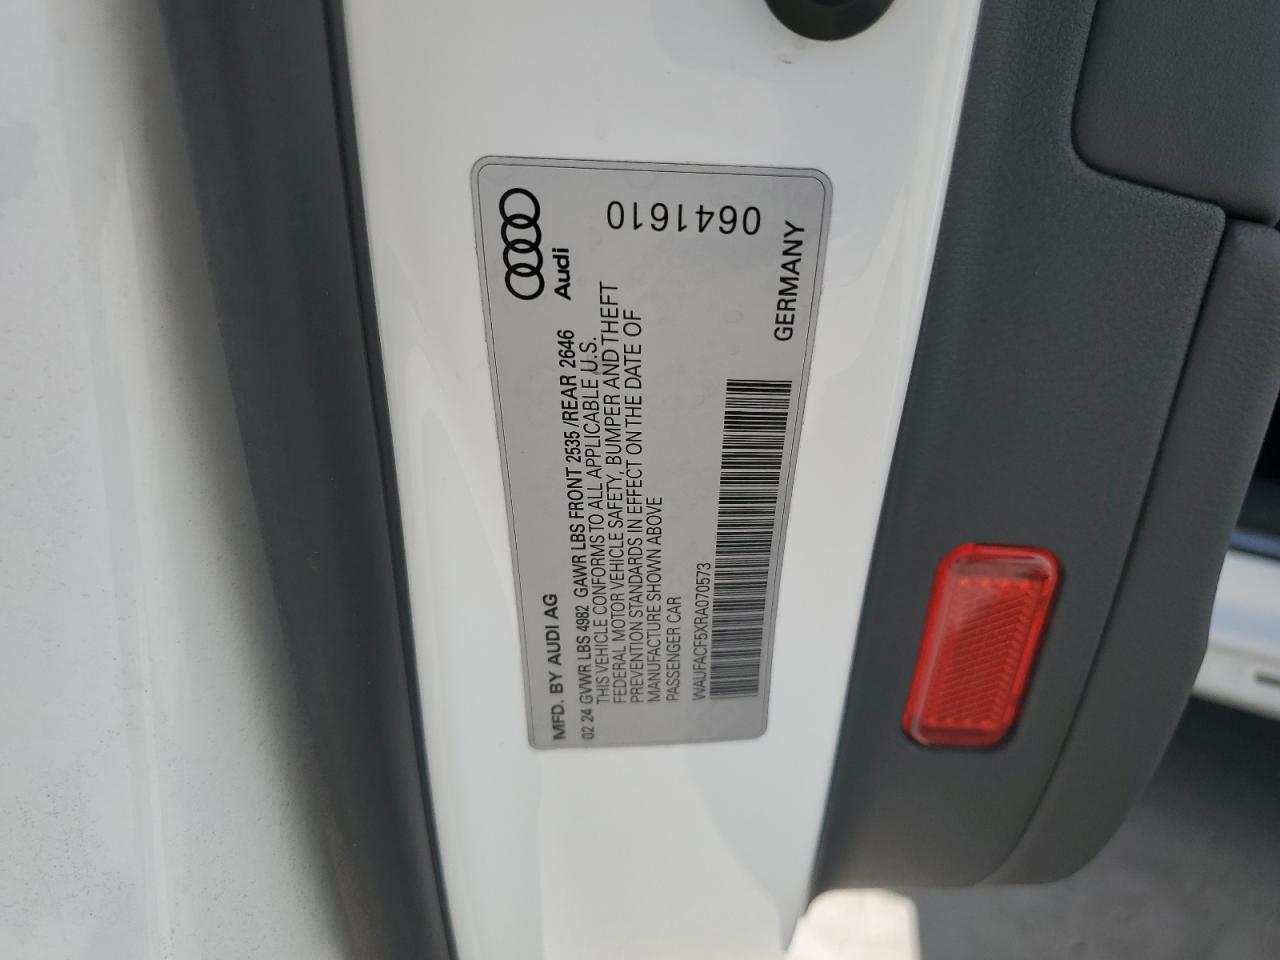 Audi
0641610
MFD. BY AUDI AG
02 24 GVWR LBS 4982 GAWR LBS FRONT 2535 /REAR 2646
THIS VEHICLE CONFORMS TO ALL APPLICABLE U.S.
FEDERAL MOTOR VEHICLE SAFETY, BUMPER AND THEFT
PREVENTION STANDARDS IN EFFECT ON THE DATE OF
MANUFACTURE SHOWN ABOVE
PASSENGER CAR
WAUFACF5XRA070573
GERMANY